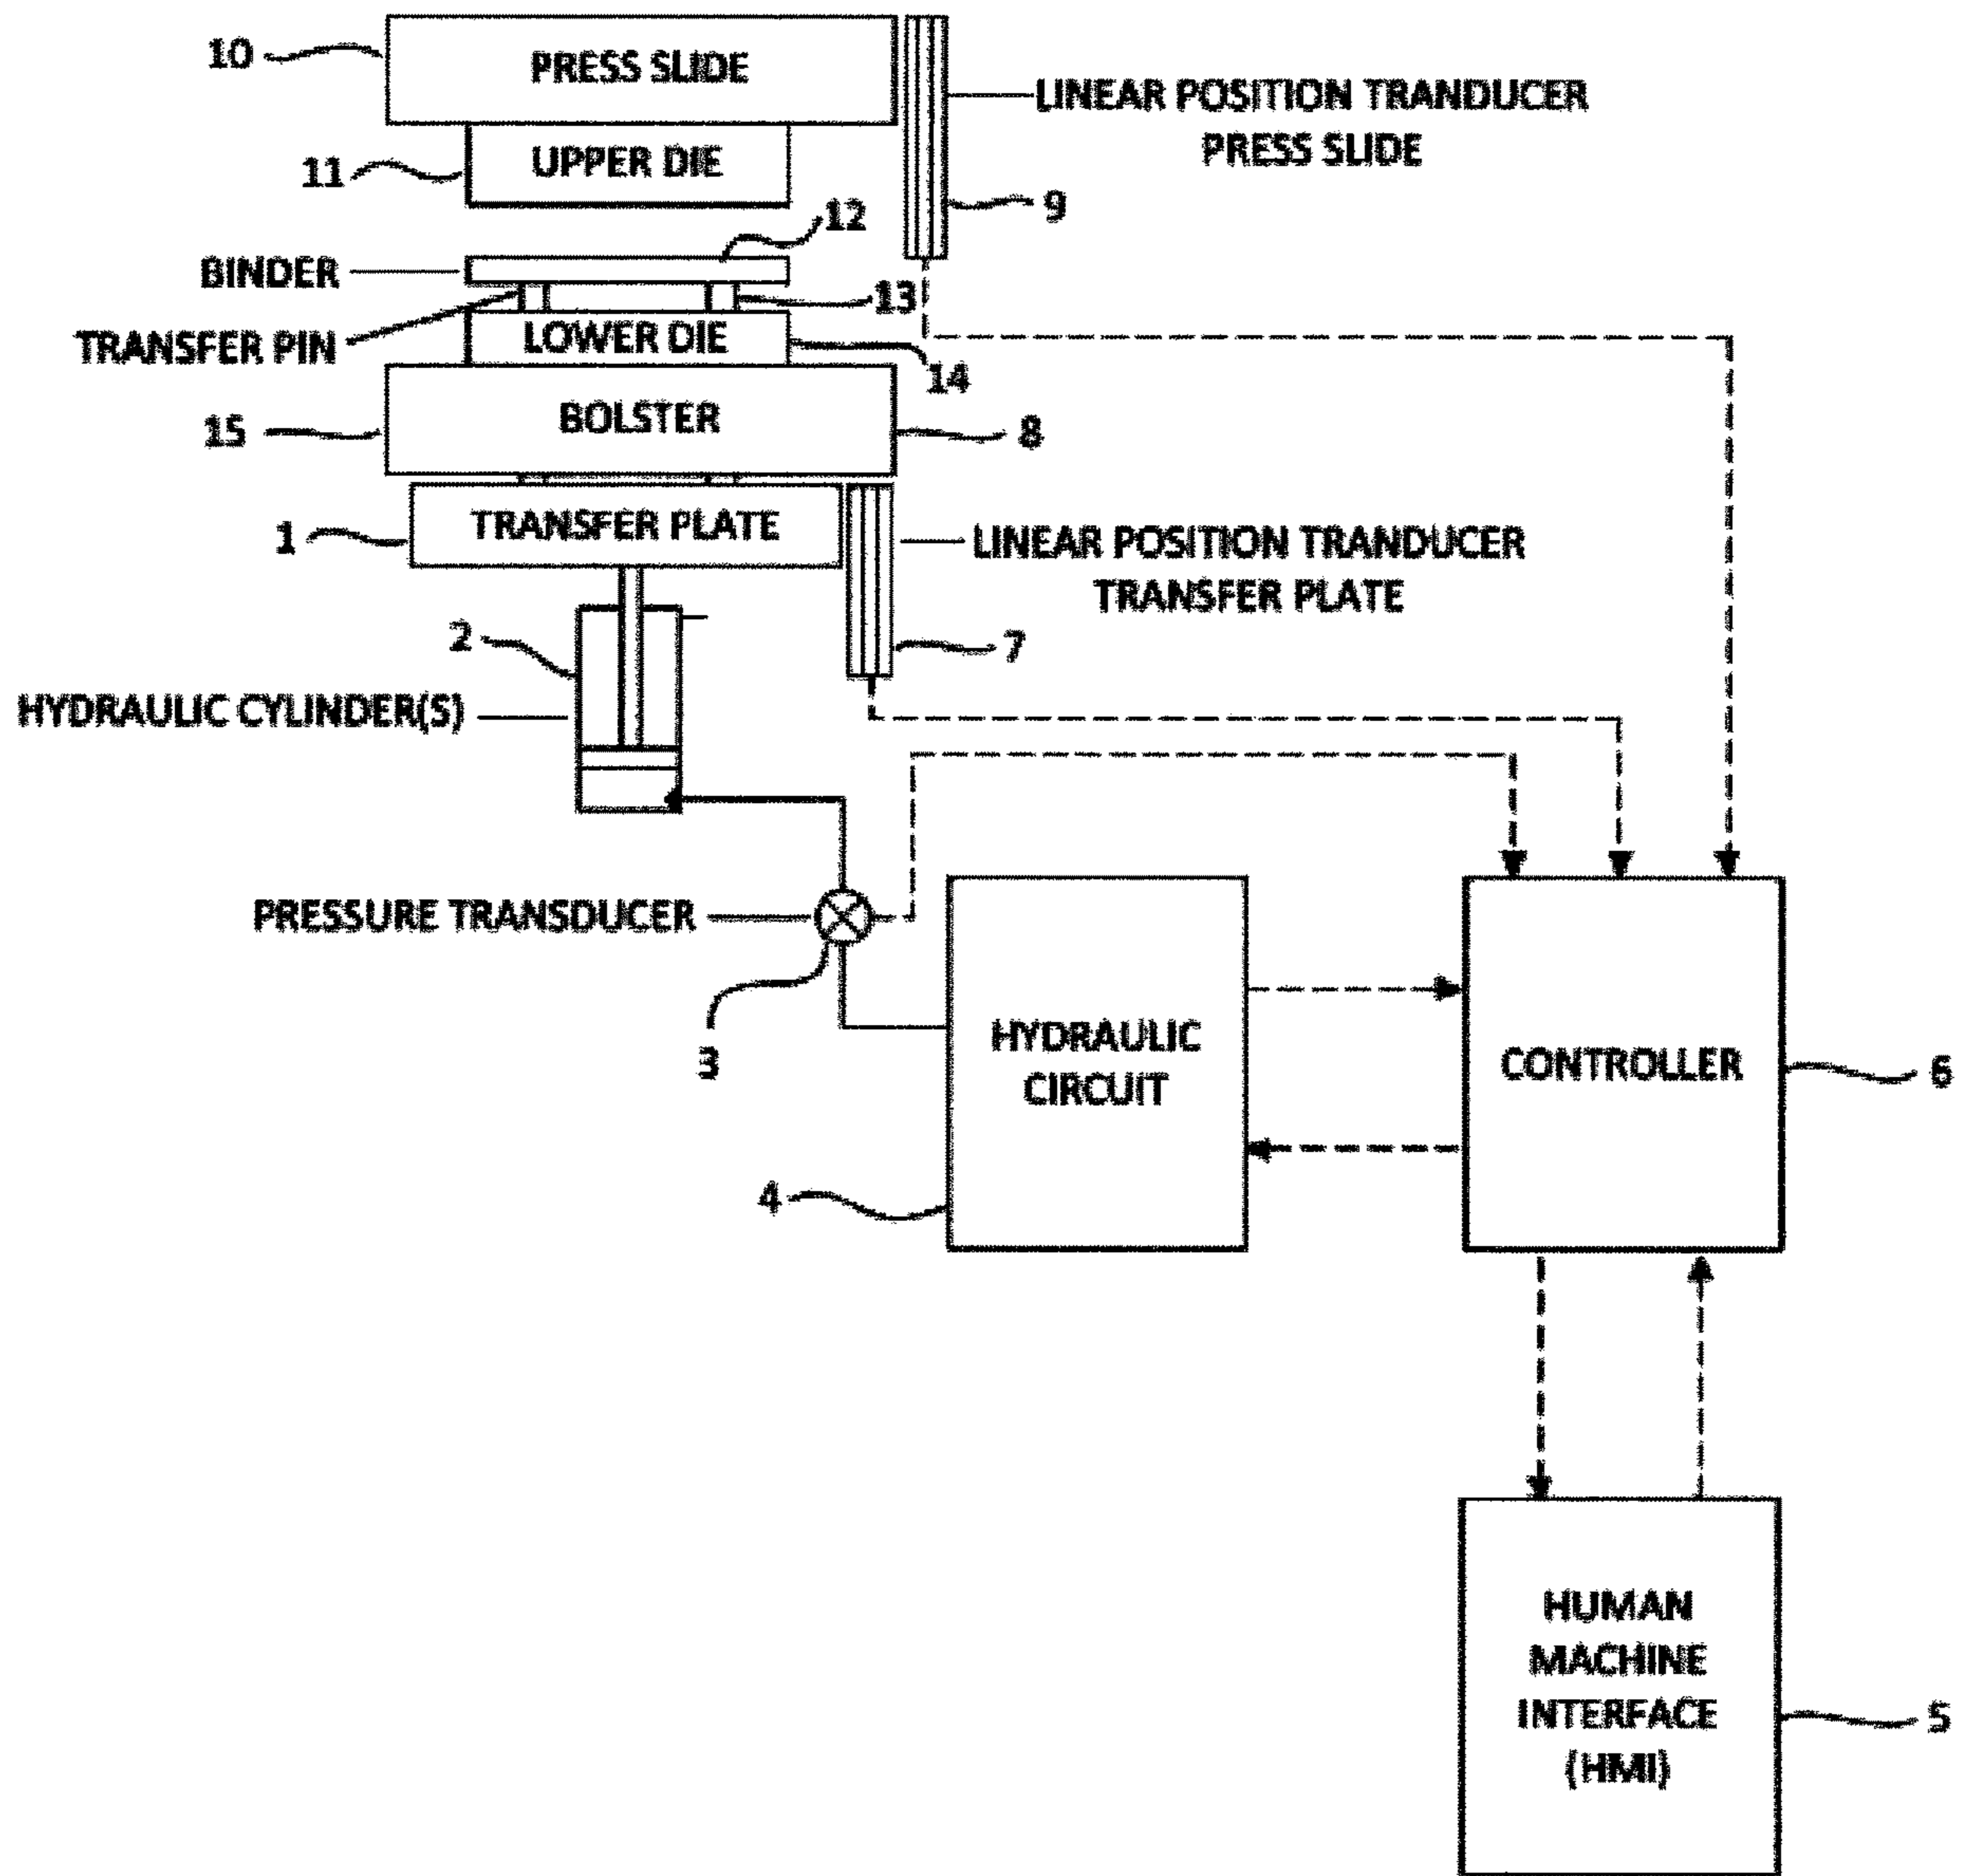 10
PRESS SLIDE
LINEAR POSITION TRANDUCER
PRESS SLIDE
11
UPPER DIE
9
12
BINDER
13
TRANSFER PIN
LOWER DIE
14
15
BOLSTER
8
1
TRANSFER PLATE
LINEAR POSITION TRANDUCER
TRANSFER PLATE
2
7
HYDRAULIC CYLINDER(S)
PRESSURE TRANSDUCER
3
HYDRAULIC
CIRCUIT
CONTROLLER
6
4
HUMAN
MACHINE
INTERFACE
(HMI)
5